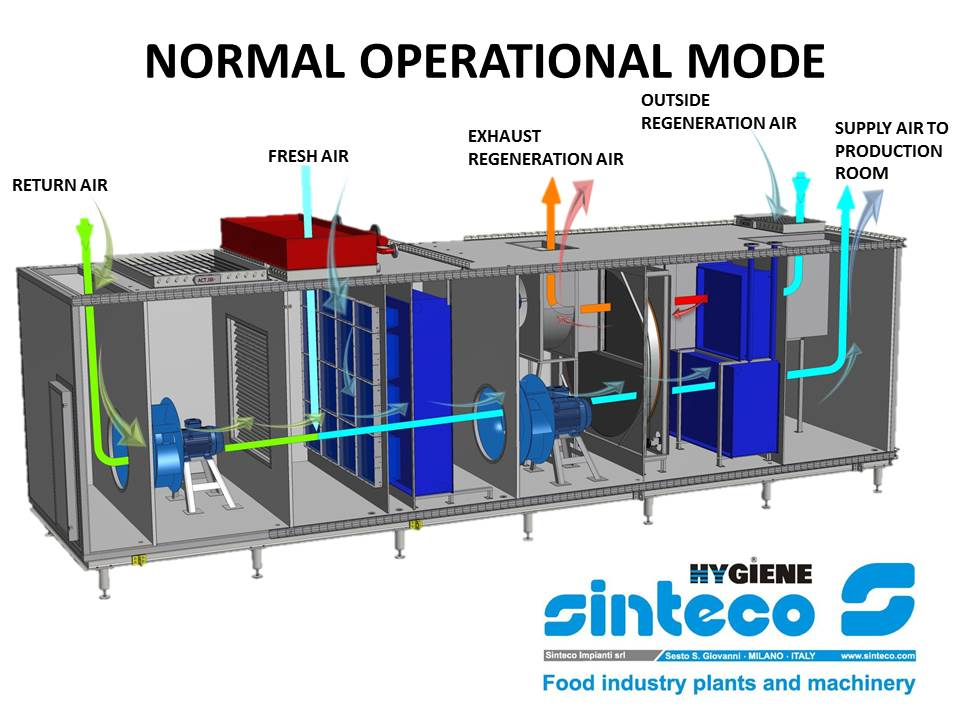 NORMAL OPERATIONAL MODE
OUTSIDE
REGENERATION AIR
SUPPLY AIR TO
PRODUCTION
ROOM
EXHAUST
REGENERATION AIR
FRESH AIR
RETURN AIR
HYGIENE®
sinteco
Sinteco Impianti srl
Sesto S. Giovanni - MILANO - ITALY
www.sinteco.com
Food industry plants and machinery